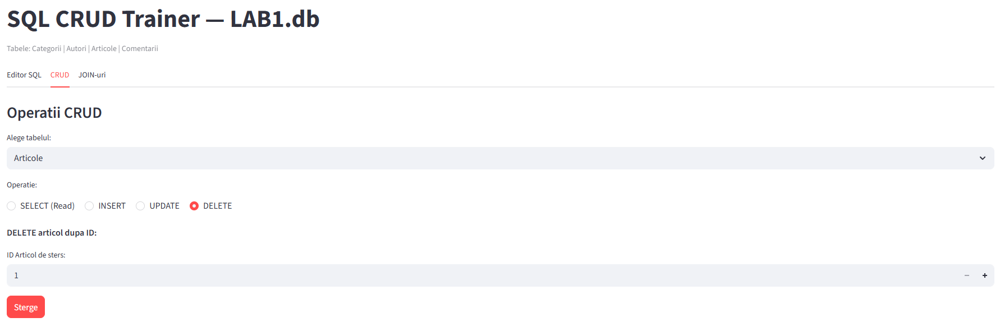 SQL CRUD Trainer — LAB1.db
Tabele: Categorii | Autori | Articole | Comentarii
Editor SQL CRUD JOIN-uri
Operatii CRUD
Alege tabelul:
Articole
Operatie:
SELECT (Read) INSERT UPDATE DELETE
DELETE articol dupa ID:
ID Articol de sters:
1
Sterge